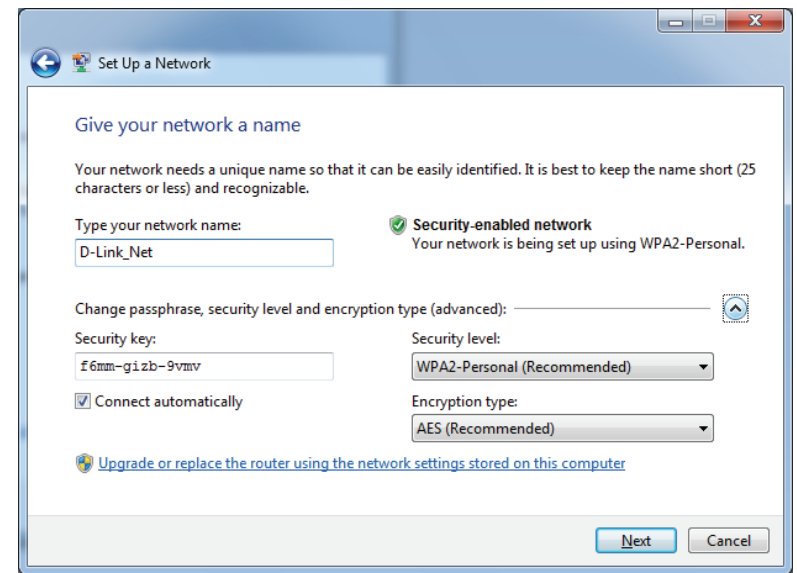 Set Up a Network
Give your network a name
Your network needs a unique name so that it can be easily identified. It is best to keep the name short (25
characters or less) and recognizable.
Type your network name:
D-Link_Net
Security-enabled network
Your network is being set up using WPA2-Personal.
Change passphrase, security level and encryption type (advanced):
Security key:
f6mm-gizb-9vmv
Security level:
WPA2-Personal (Recommended)
Connect automatically
Encryption type:
AES (Recommended)
Upgrade or replace the router using the network settings stored on this computer
Next
Cancel